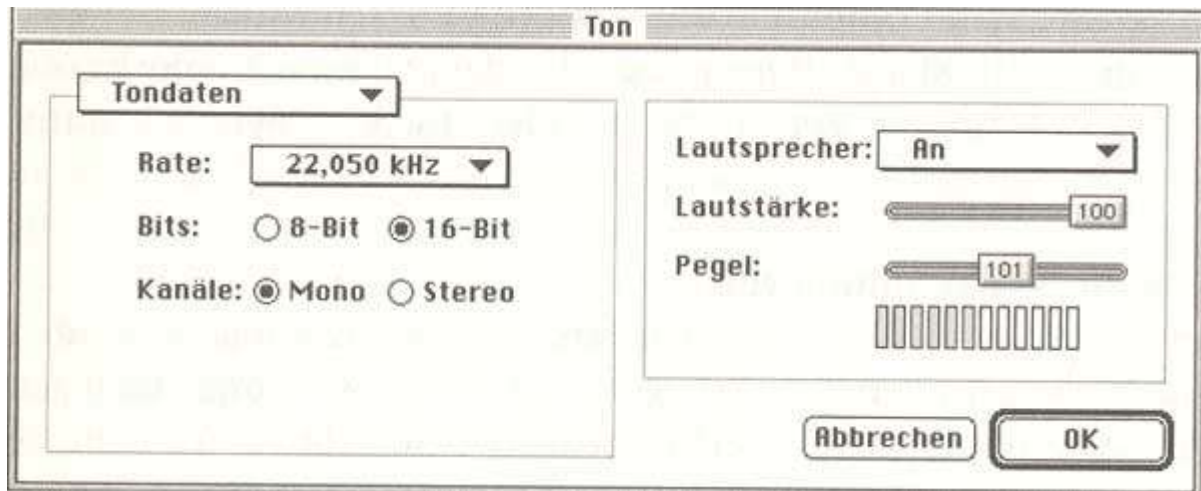 Ton
Tondaten
Rate: 22,050 kHz
Bits: 8-Bit 16-Bit
Kanäle: Mono Stereo
Lautsprecher: An
Lautstärke: 100
Pegel: 101
Abbrechen OK